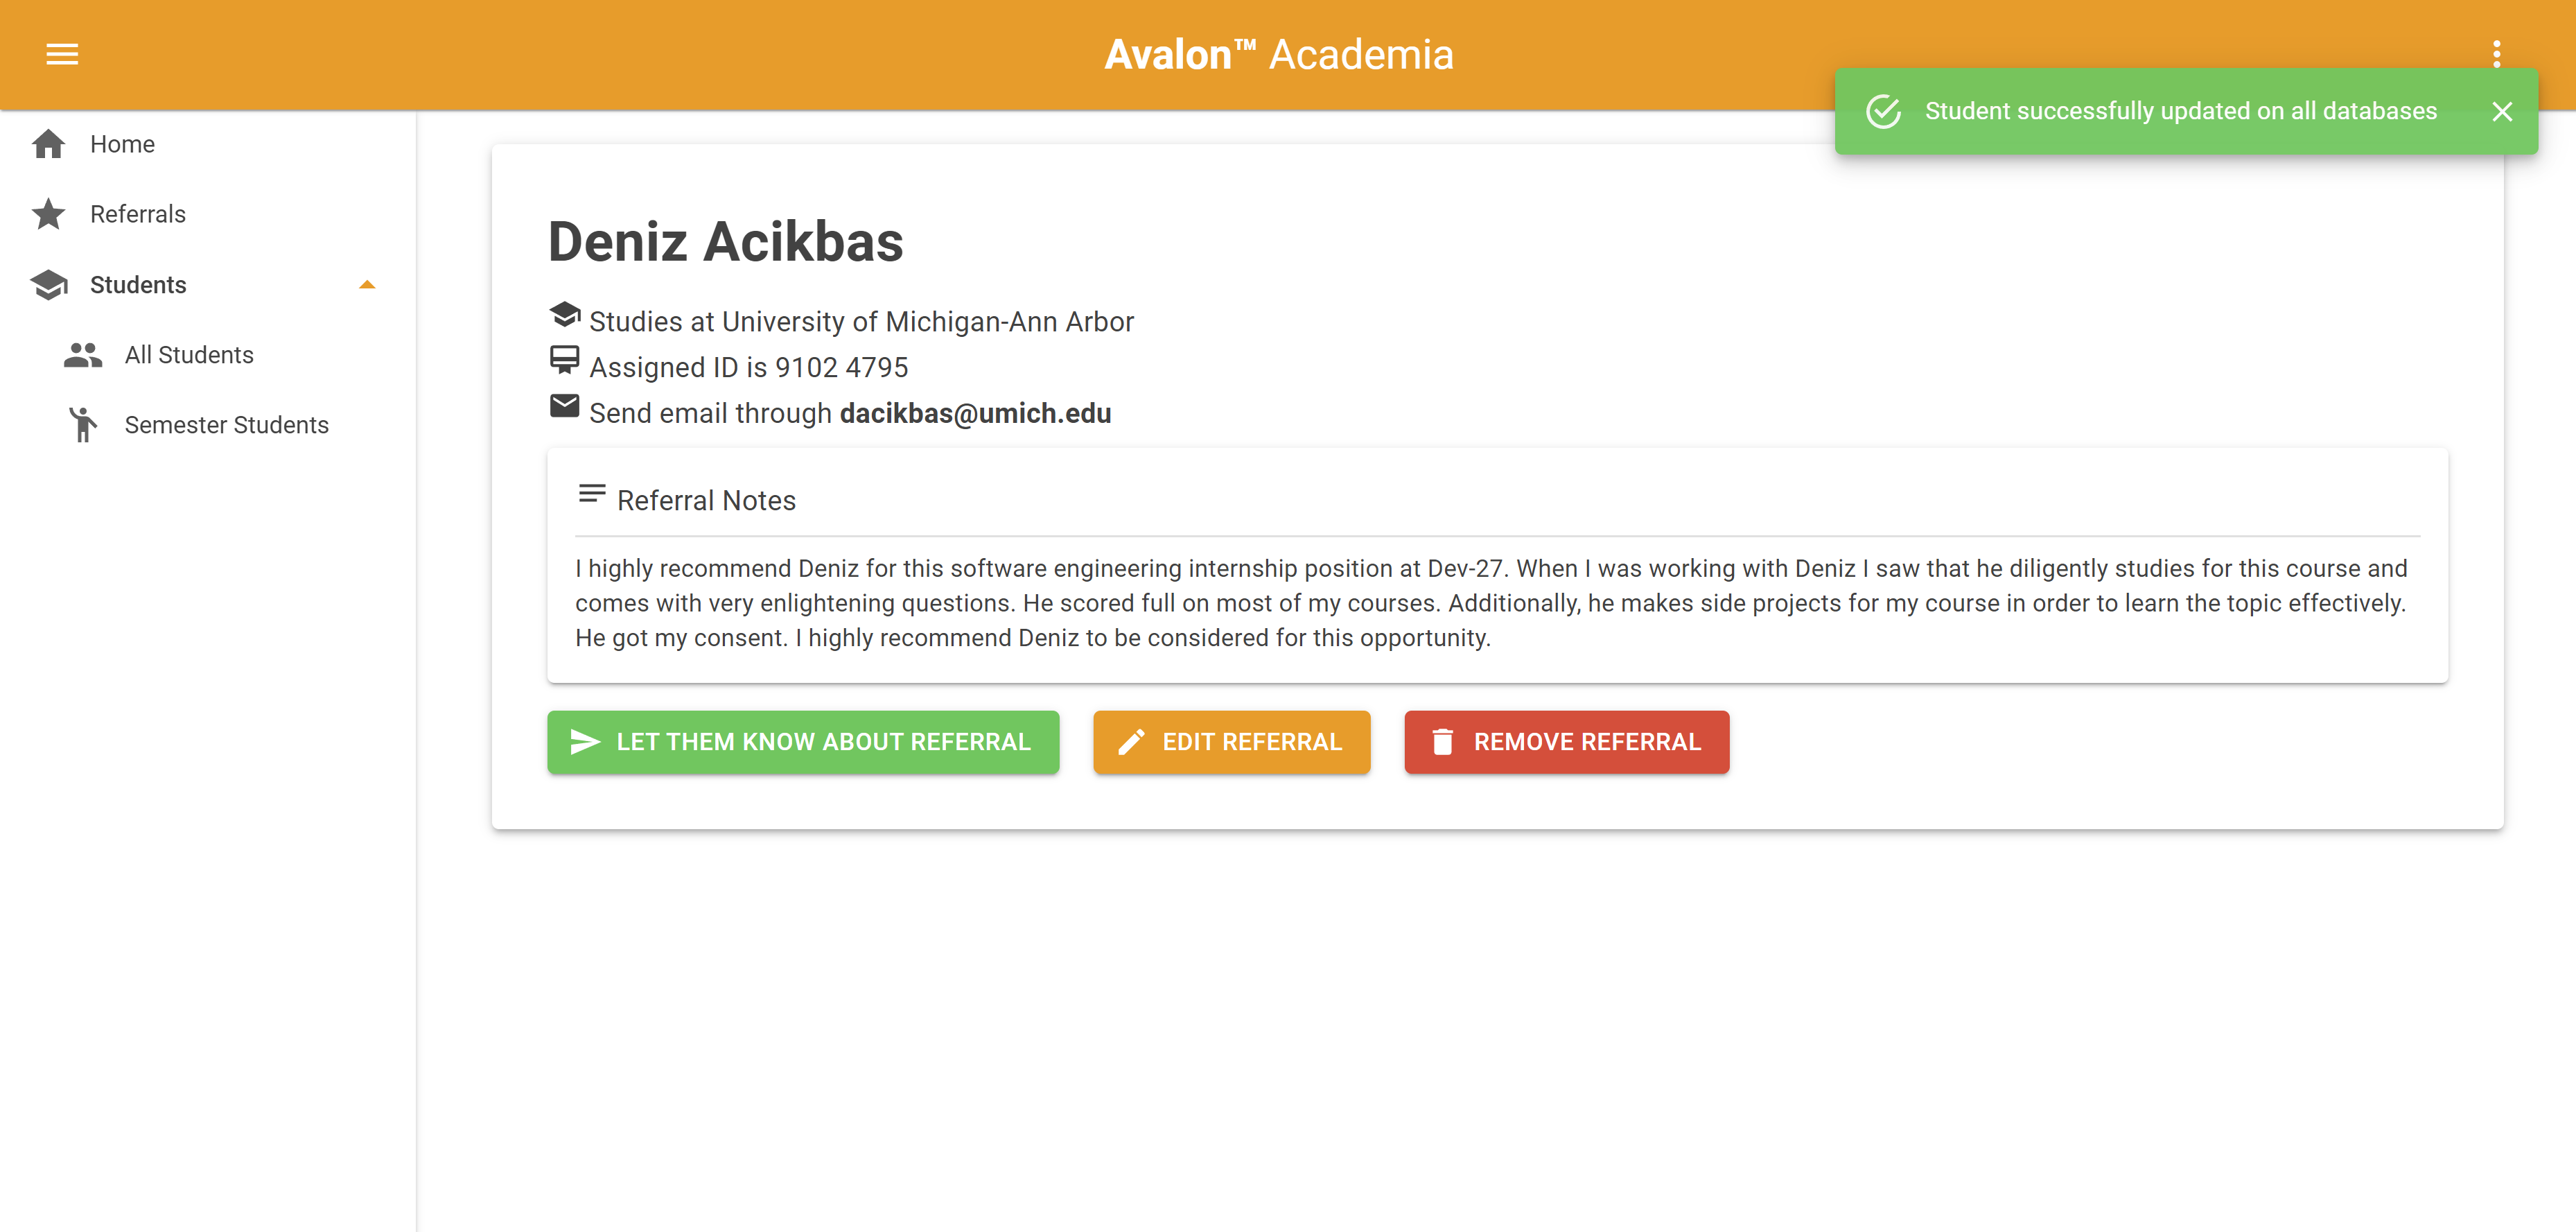 Avalon™ Academia
Student successfully updated on all databases
Home
Referrals
Students
All Students
Semester Students
Deniz Acikbas
Studies at University of Michigan-Ann Arbor
Assigned ID is 9102 4795
Send email through dacikbas@umich.edu
Referral Notes
I highly recommend Deniz for this software engineering internship position at Dev-27. When I was working with Deniz I saw that he diligently studies for this course and
comes with very enlightening questions. He scored full on most of my courses. Additionally, he makes side projects for my course in order to learn the topic effectively.
He got my consent. I highly recommend Deniz to be considered for this opportunity.
LET THEM KNOW ABOUT REFERRAL
EDIT REFERRAL
REMOVE REFERRAL